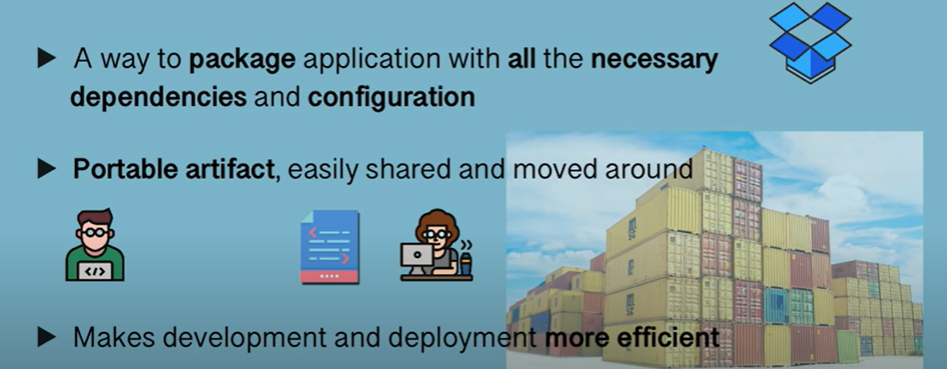 A way to package application with all the necessary
dependencies and configuration
Portable artifact, easily shared and moved around
</>
Makes development and deployment more efficient